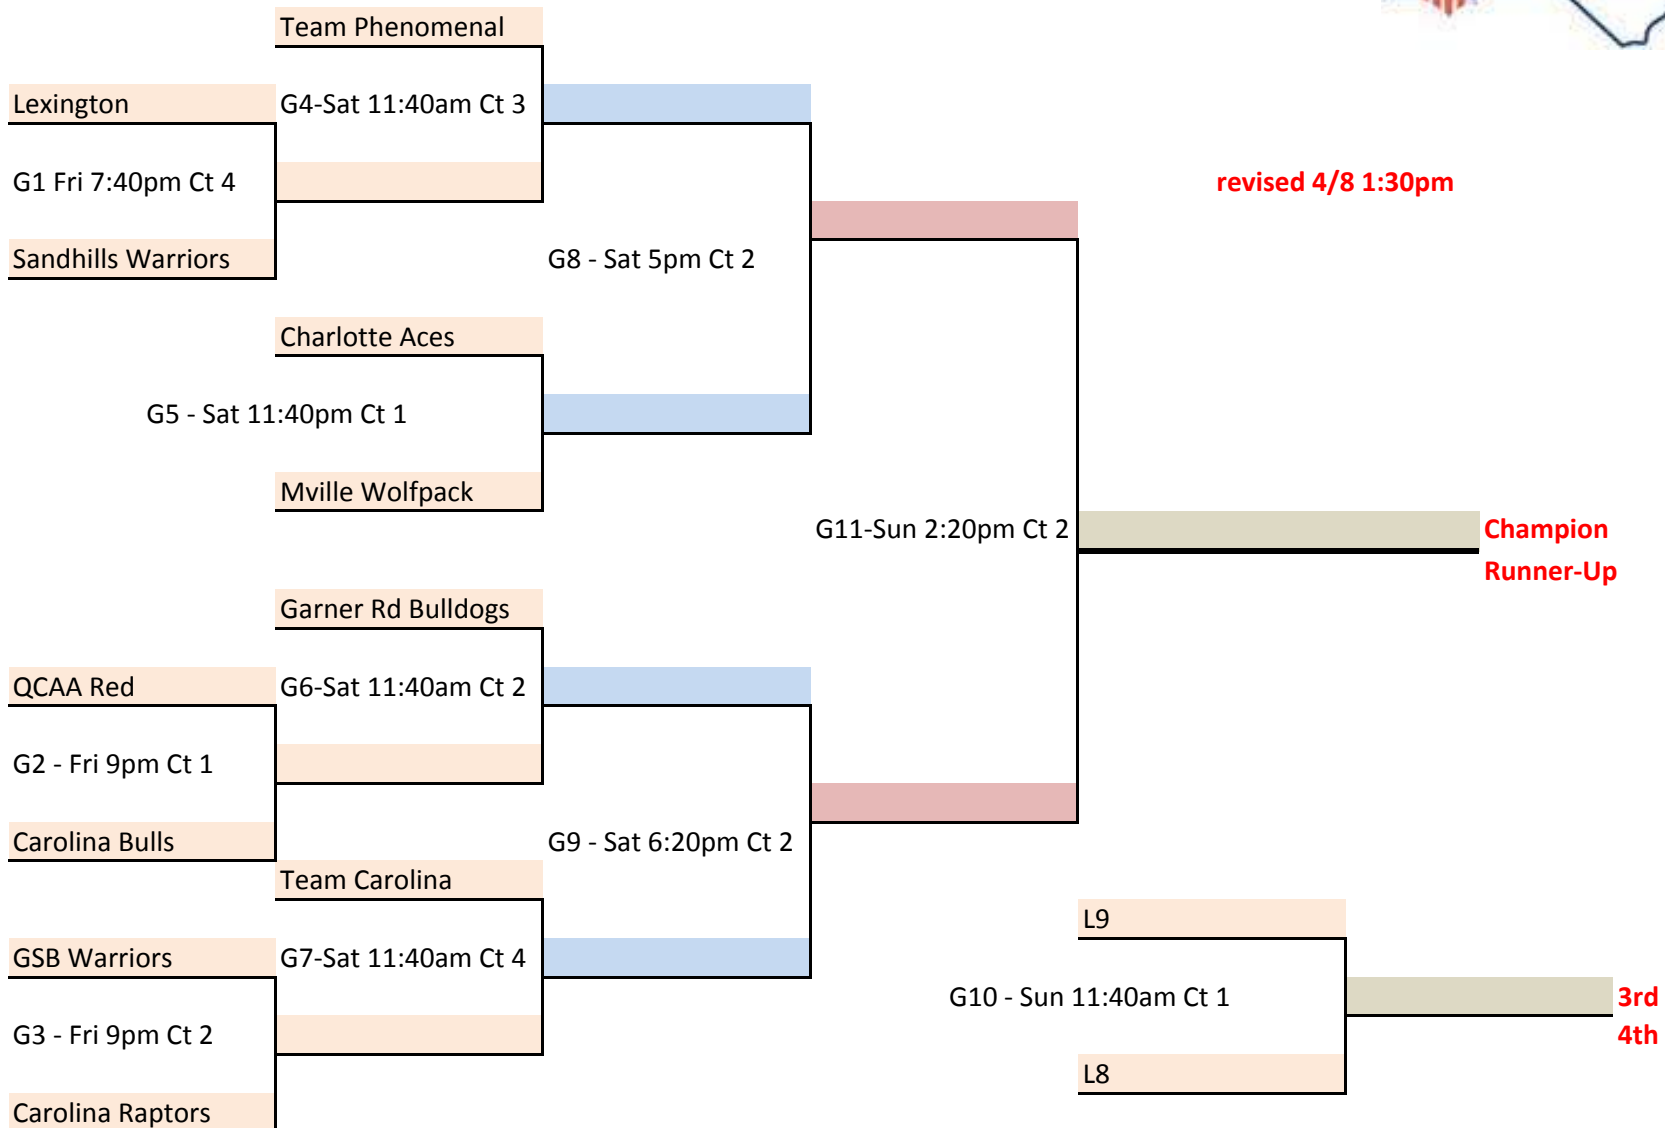 Team Phenomenal
Lexington
G4-Sat 11:40am Ct 3
G1 Fri 7:40pm Ct 4
revised 4/8 1:30pm
Sandhills Warriors
G8 - Sat 5pm Ct 2
Charlotte Aces
G5 - Sat 11:40pm Ct 1
Mville Wolfpack
G11-Sun 2:20pm Ct 2
Champion
Runner-Up
Garner Rd Bulldogs
QCAA Red
G6-Sat 11:40am Ct 2
G2 - Fri 9pm Ct 1
Carolina Bulls
G9 - Sat 6:20pm Ct 2
Team Carolina
L9
GSB Warriors
G7-Sat 11:40am Ct 4
G10 - Sun 11:40am Ct 1
3rd
G3 - Fri 9pm Ct 2
4th
L8
Carolina Raptors